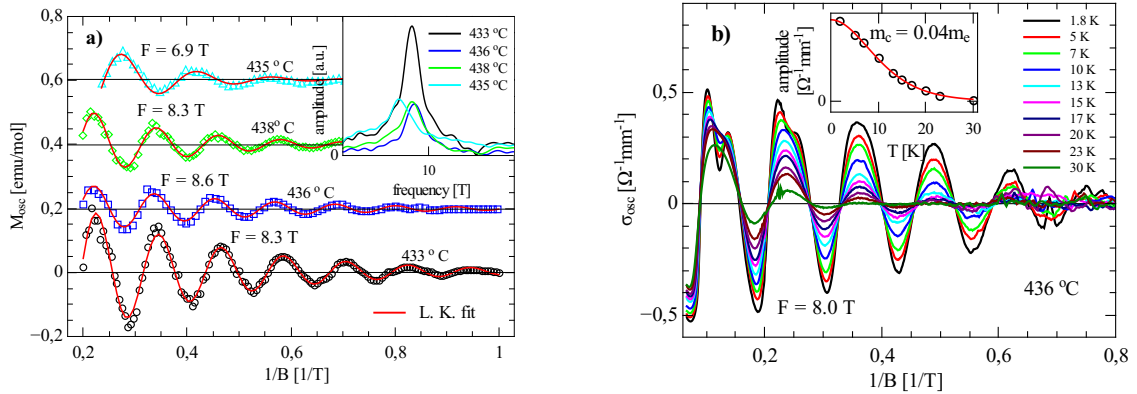 a)
F = 6.9 T
435° C
F = 8.3 T
438° C
F = 8.6 T
436° C
F = 8.3 T
433° C
L. K. fit
0,8
0,6
0,4
0,2
0
−0,2
M_osc [emu/mol]
0,2
0,4
0,6
0,8
1
1/B [1/T]
433 °C
436 °C
438 °C
435 °C
amplitude [a.u.]
10
frequency [T]
b)
m_c = 0.04m_e
amplitude
[Ω⁻¹mm⁻¹]
0
0
10
20
30
T [K]
1.8 K
5 K
7 K
10 K
13 K
15 K
17 K
20 K
23 K
30 K
0,5
0
−0,5
σ_osc [Ω⁻¹mm⁻¹]
F = 8.0 T
436 °C
0,2
0,4
0,6
0,8
1/B [1/T]